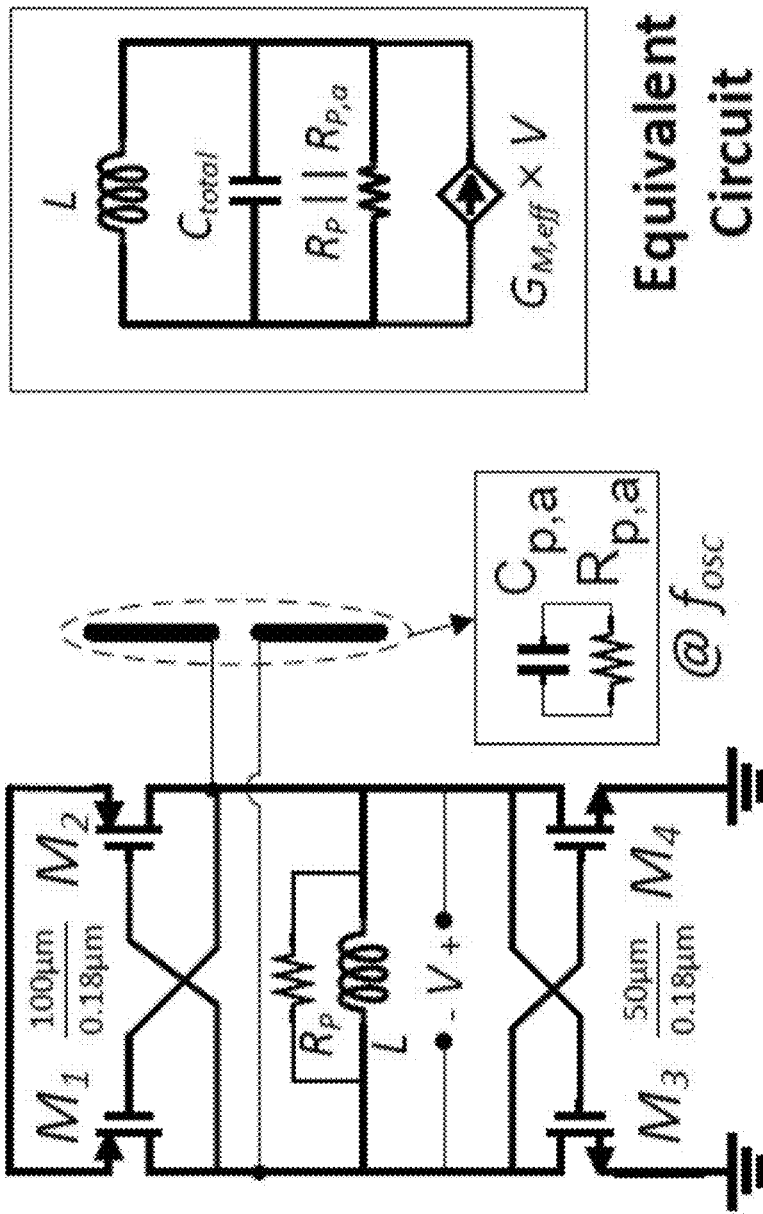 M1
100μm
0.18μm
M2
RP
L
- V +
M3
50μm
0.18μm
M4
Cp,a
Rp,a
@ fosc
L
Ctotal
RP || RP,a
GM,eff × V
Equivalent
Circuit